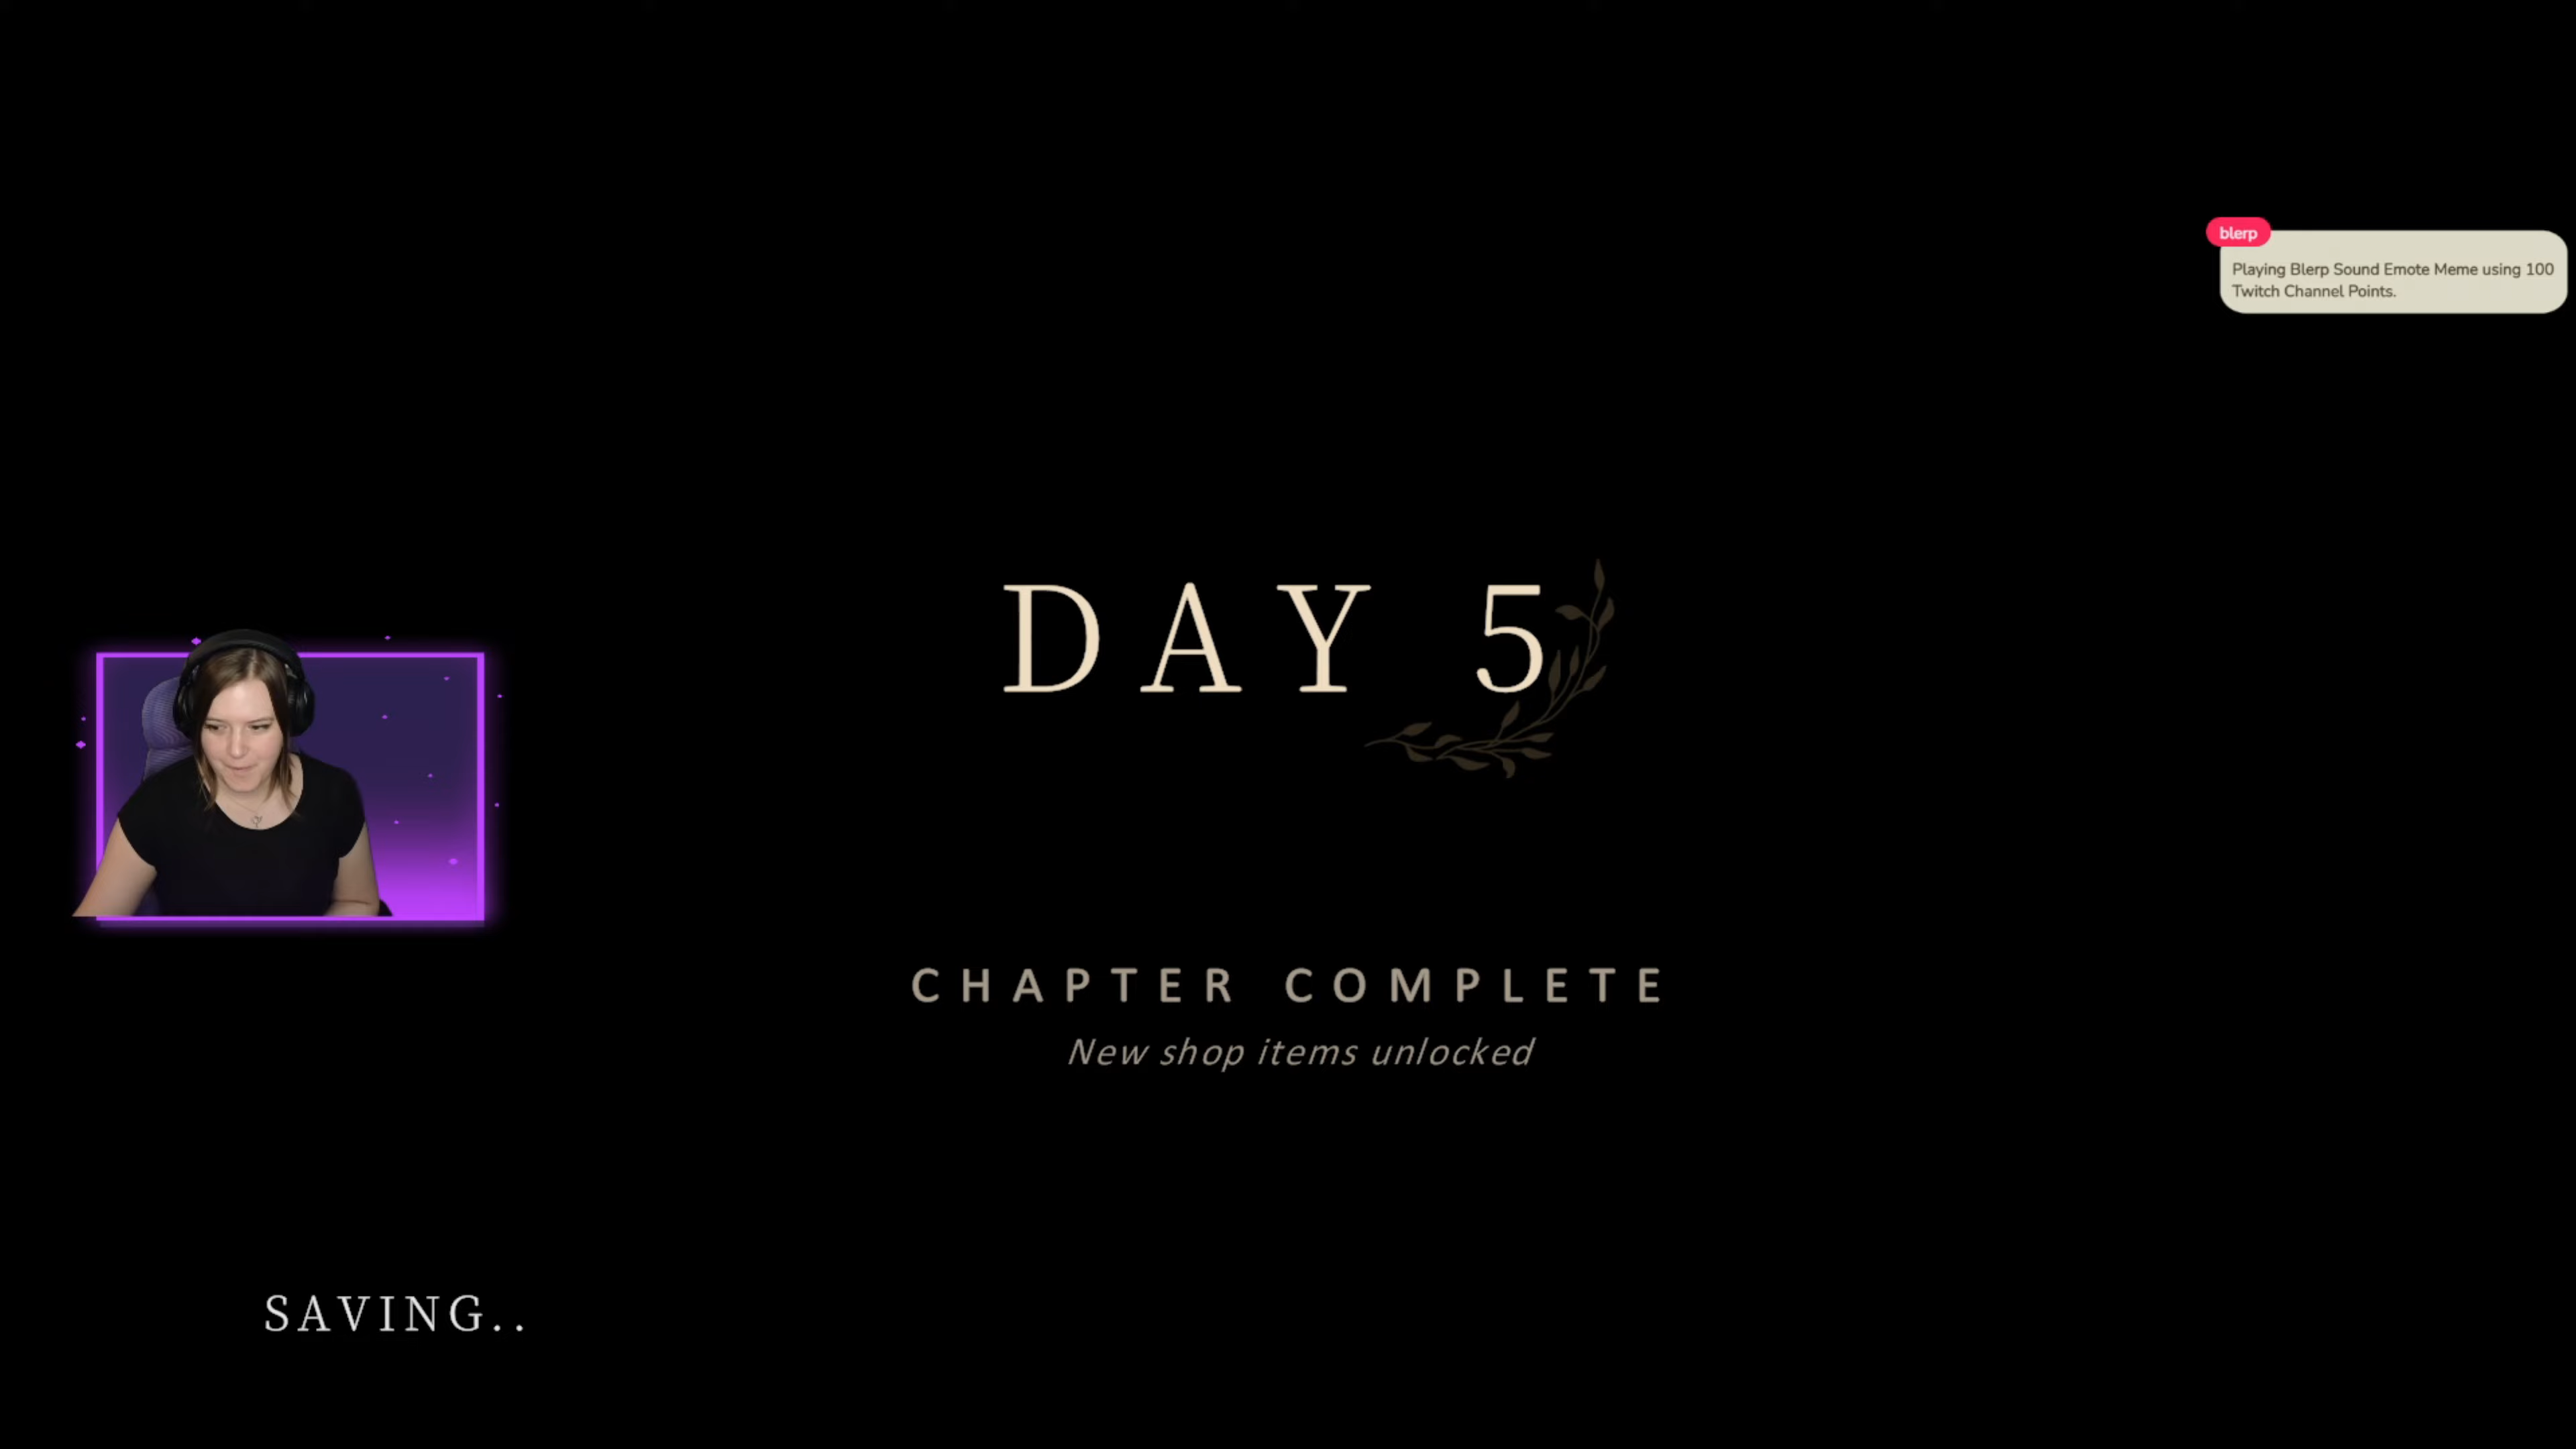 blerp
Playing Blerp Sound Emote Meme using 100
Twitch Channel Points.
DAY 5
CHAPTER COMPLETE
New shop items unlocked
SAVING..